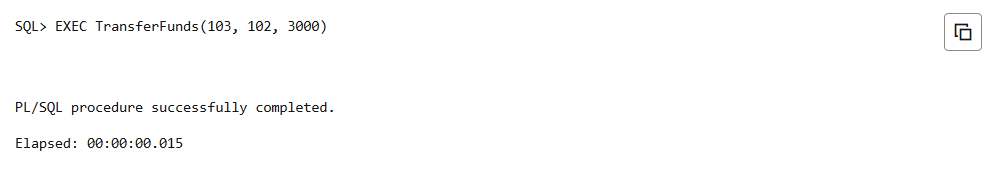 SQL> EXEC TransferFunds(103, 102, 3000)
PL/SQL procedure successfully completed.
Elapsed: 00:00:00.015